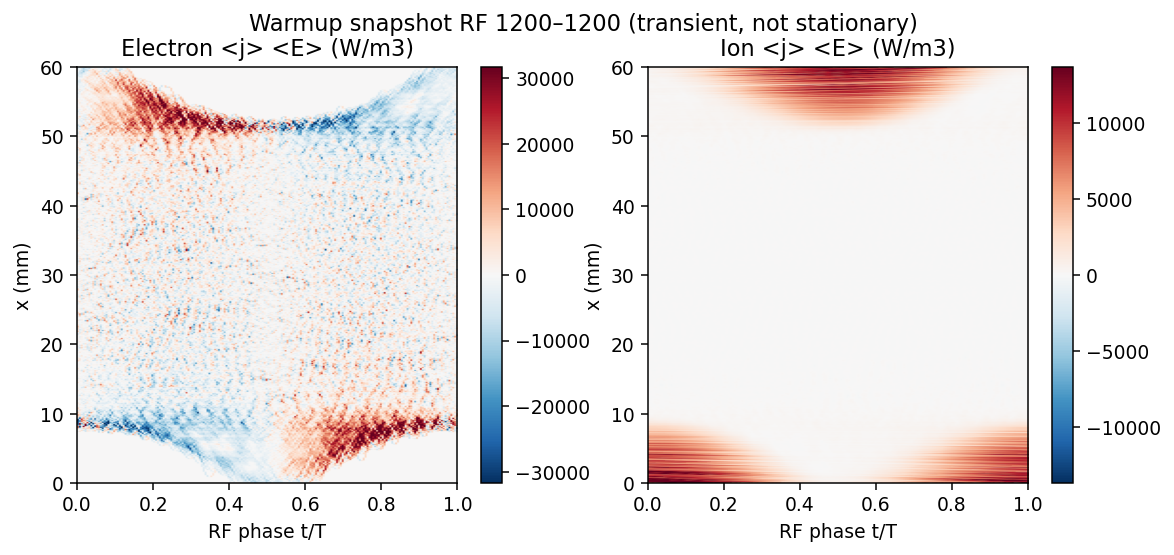 Warmup snapshot RF 1200–1200 (transient, not stationary)
Electron <j> <E> (W/m3)
Ion <j> <E> (W/m3)
x (mm)
60
50
40
30
20
10
0
0.0 0.2 0.4 0.6 0.8 1.0
RF phase t/T
30000
20000
10000
0
−10000
−20000
−30000
x (mm)
60
50
40
30
20
10
0
0.0 0.2 0.4 0.6 0.8 1.0
RF phase t/T
10000
5000
0
−5000
−10000